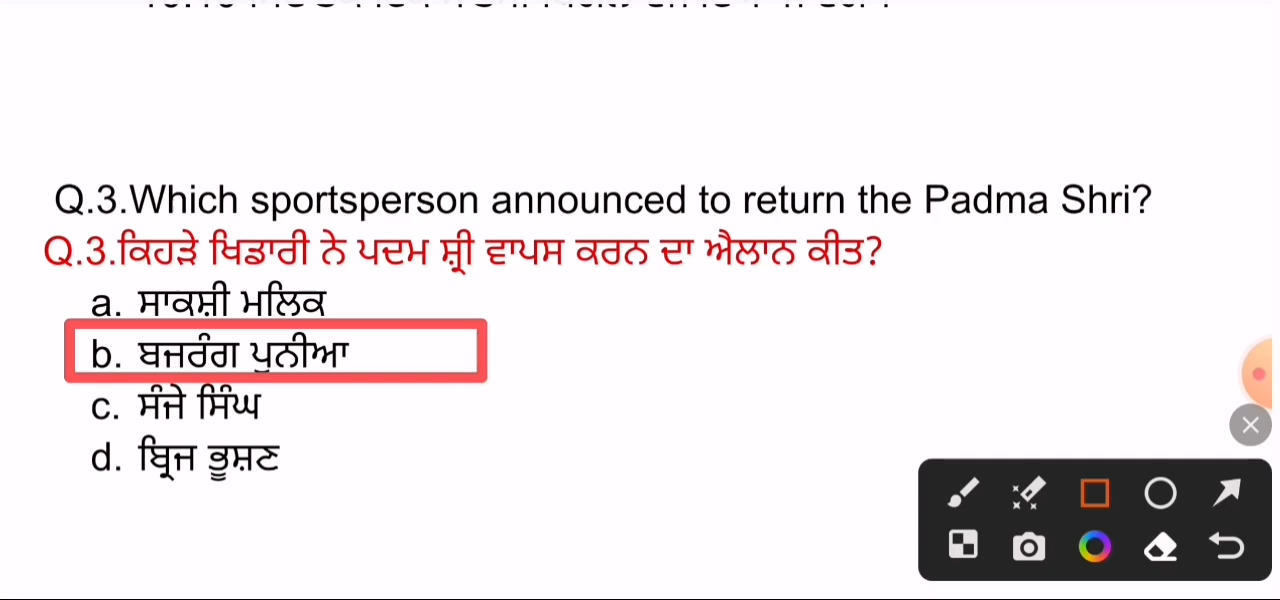 Q.3.Which sportsperson announced to return the Padma Shri?
Q.3.ਕਿਹੜੇ ਖਿਡਾਰੀ ਨੇ ਪਦਮ ਸ਼੍ਰੀ ਵਾਪਸ ਕਰਨ ਦਾ ਐਲਾਨ ਕੀਤ?
a. ਸਾਕਸ਼ੀ ਮਲਿਕ
b. ਬਜਰੰਗ ਪੁਨੀਆ
c. ਸੰਜੇ ਸਿੰਘ
d. ਬ੍ਰਿਜ ਭੂਸ਼ਣ